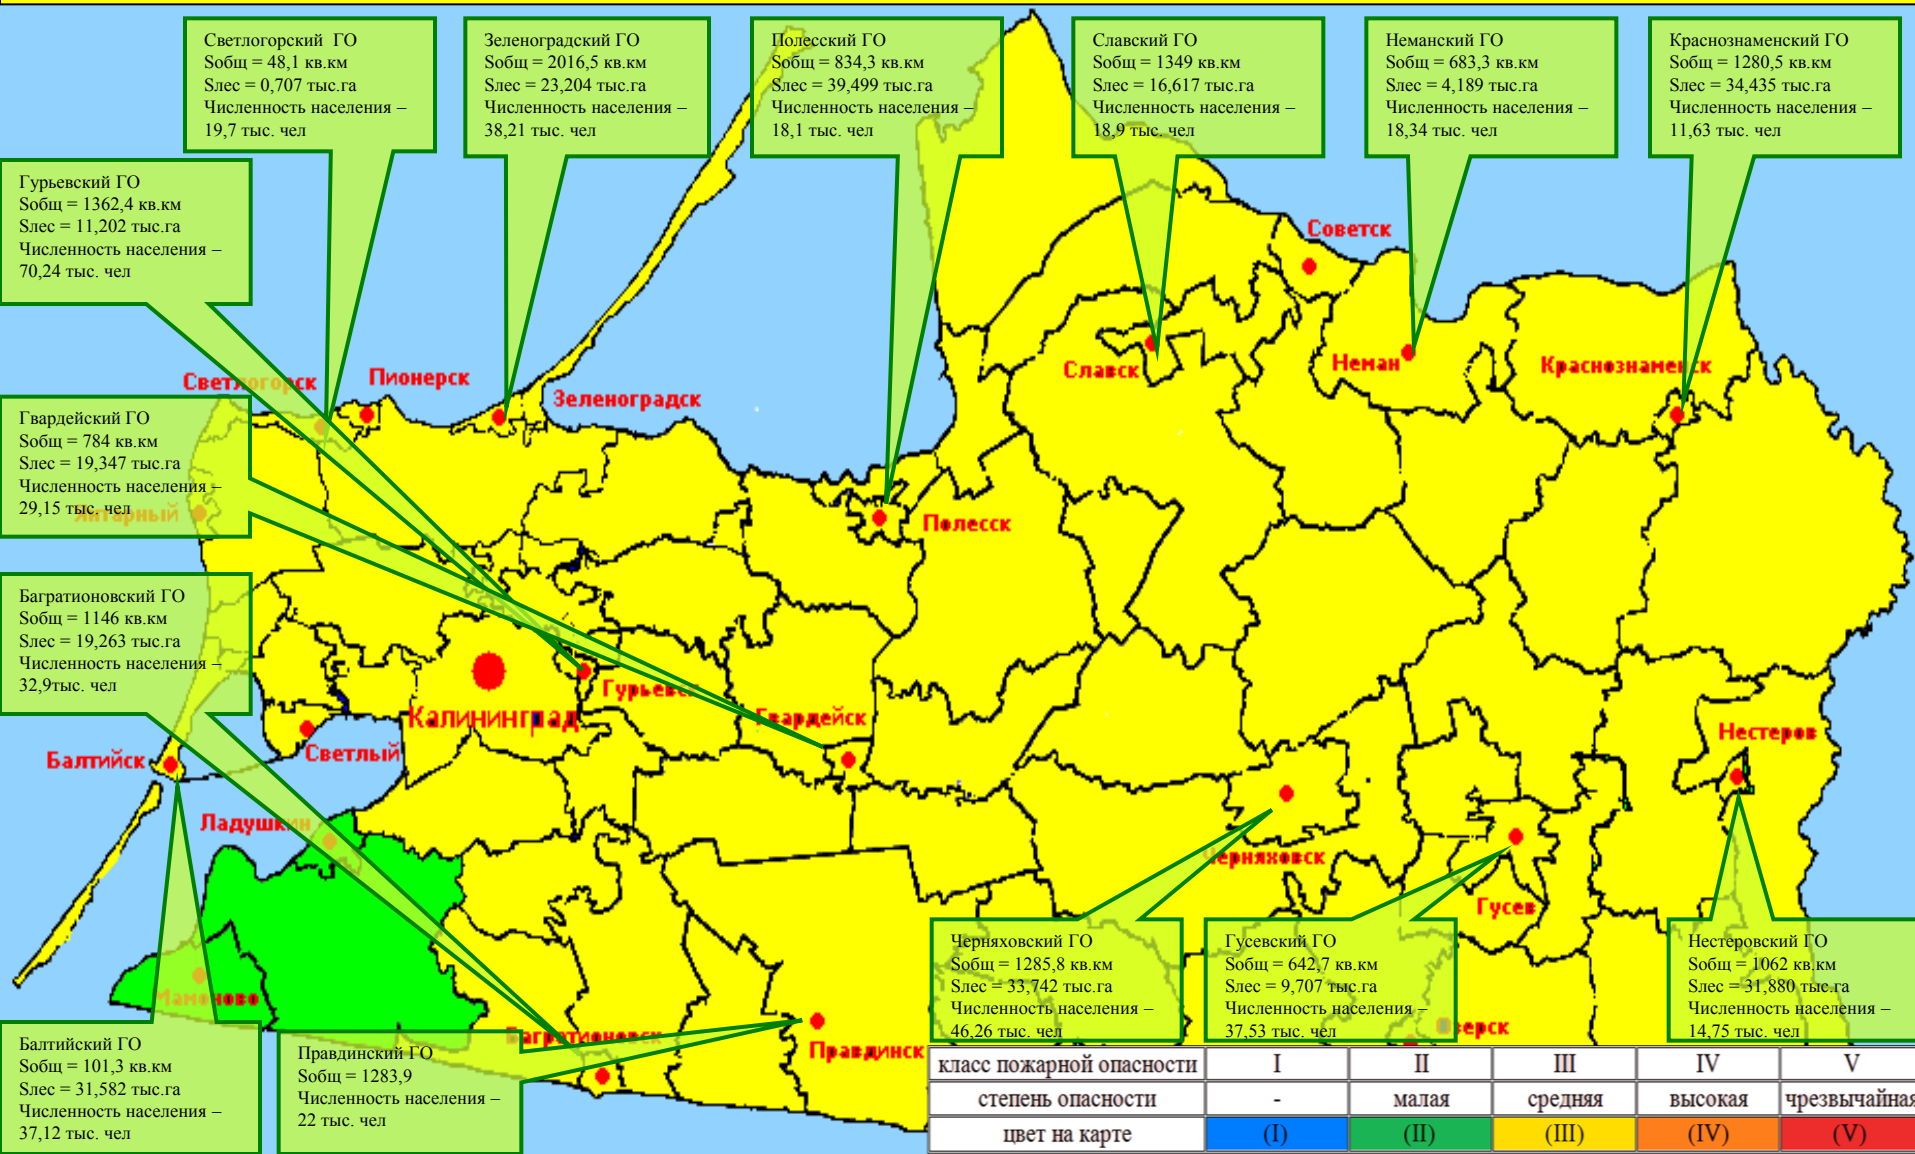 Светлогорский ГО
Sобщ = 48,1 кв.км
Sлес = 0,707 тыс.га
Численность населения –
19,7 тыс. чел
Зеленоградский ГО
Sобщ = 2016,5 кв.км
Sлес = 23,204 тыс.га
Численность населения –
38,21 тыс. чел
Полесский ГО
Sобщ = 834,3 кв.км
Sлес = 39,499 тыс.га
Численность населения –
18,1 тыс. чел
Славский ГО
Sобщ = 1349 кв.км
Sлес = 16,617 тыс.га
Численность населения –
18,9 тыс. чел
Неманский ГО
Sобщ = 683,3 кв.км
Sлес = 4,189 тыс.га
Численность населения –
18,34 тыс. чел
Краснознаменский ГО
Sобщ = 1280,5 кв.км
Sлес = 34,435 тыс.га
Численность населения –
11,63 тыс. чел
Гурьевский ГО
Sобщ = 1362,4 кв.км
Sлес = 11,202 тыс.га
Численность населения –
70,24 тыс. чел
Советск
Славск
Неман
Краснознаменск
Светлогорск
Пионерск
Зеленоградск
Гвардейский ГО
Sобщ = 784 кв.км
Sлес = 19,347 тыс.га
Численность населения –
29,15 тыс. чел
Янтарный
Полесск
Багратионовский ГО
Sобщ = 1146 кв.км
Sлес = 19,263 тыс.га
Численность населения –
32,9тыс. чел
Гурьевск
Калининград
Гвардейск
Нестеров
Светлый
Балтийск
Ладушкин
Черняховск
Гусев
Мамоново
Черняховский ГО
Sобщ = 1285,8 кв.км
Sлес = 33,742 тыс.га
Численность населения –
46,26 тыс. чел
Гусевский ГО
Sобщ = 642,7 кв.км
Sлес = 9,707 тыс.га
Численность населения –
37,53 тыс. чел
Нестеровский ГО
Sобщ = 1062 кв.км
Sлес = 31,880 тыс.га
Численность населения –
14,75 тыс. чел
Озерск
Багратионовск
Правдинск
Балтийский ГО
Sобщ = 101,3 кв.км
Sлес = 31,582 тыс.га
Численность населения –
37,12 тыс. чел
Правдинский ГО
Sобщ = 1283,9
Численность населения –
22 тыс. чел
класс пожарной опасности I II III IV V
степень опасности - малая средняя высокая чрезвычайная
цвет на карте (I) (II) (III) (IV) (V)